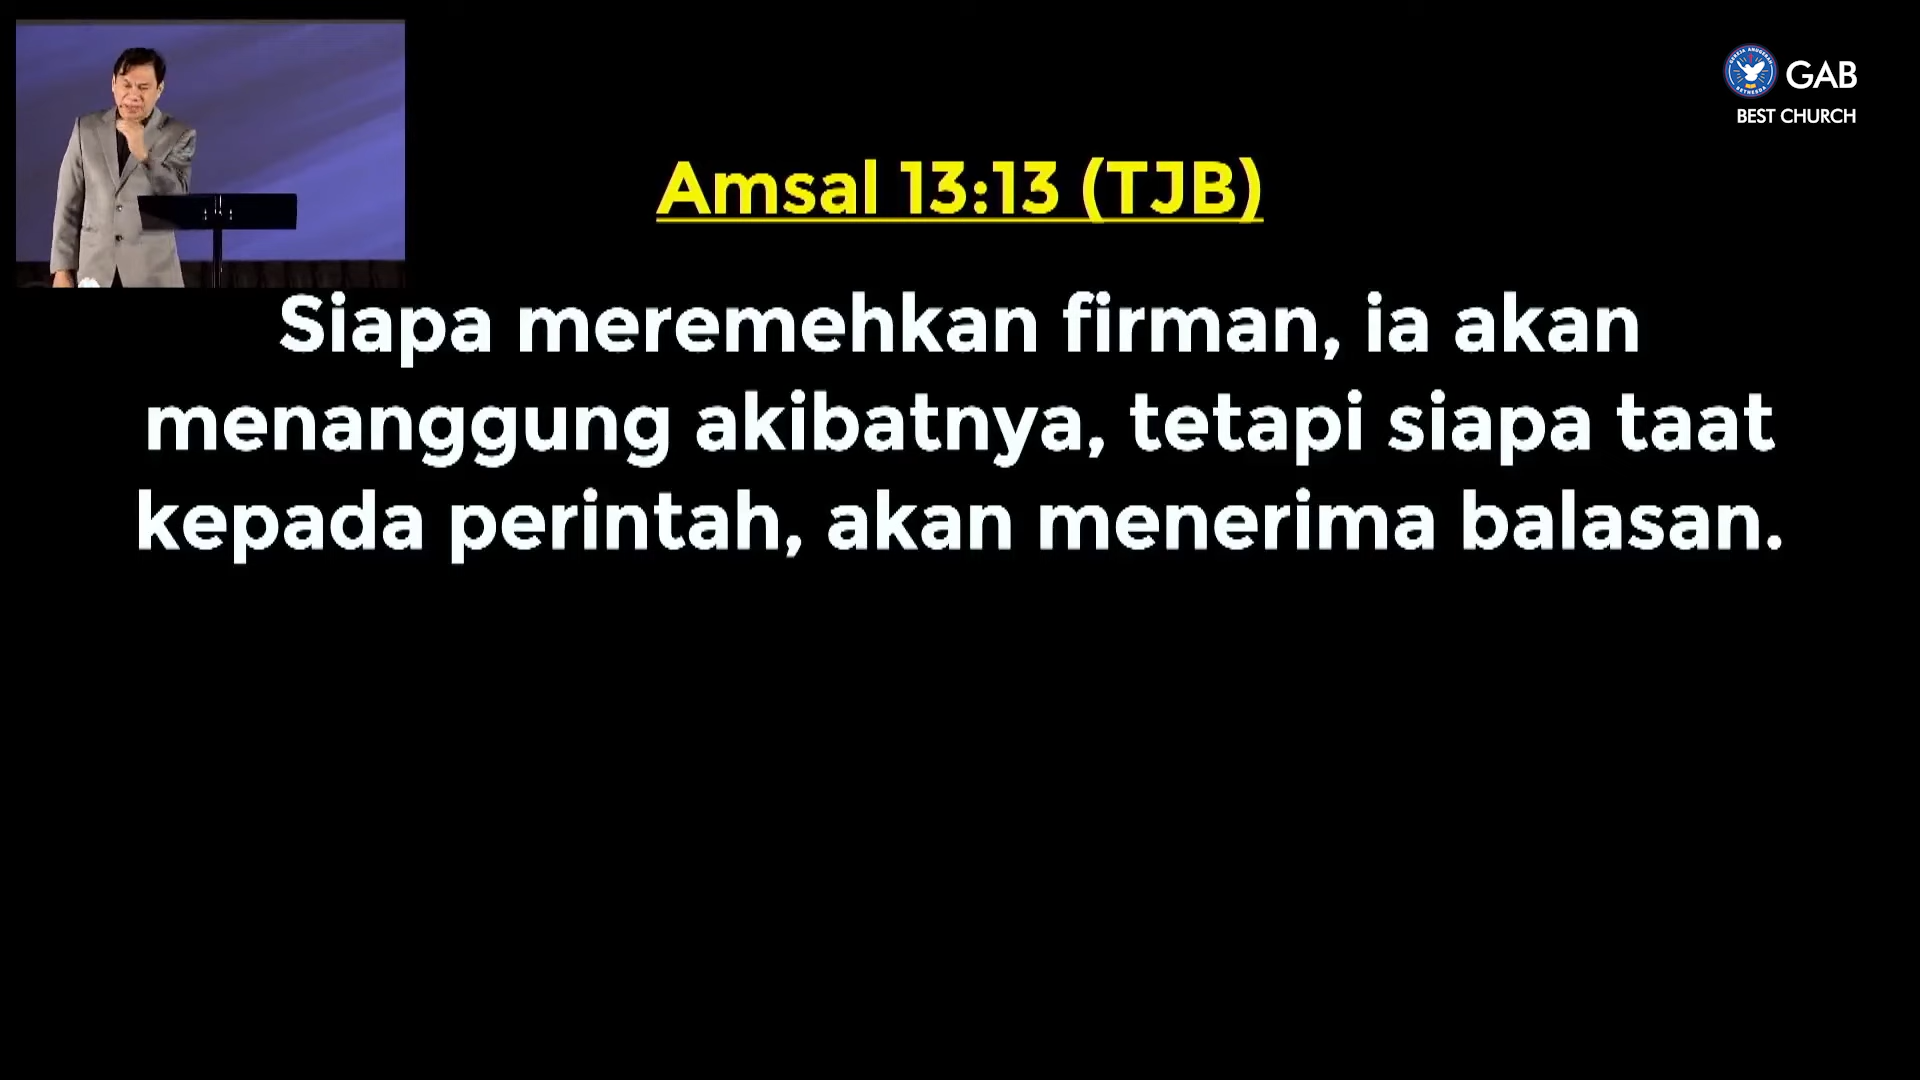 GAB
BEST CHURCH
Amsal 13:13 (TJB)
Siapa meremehkan firman, ia akan
menanggung akibatnya, tetapi siapa taat
kepada perintah, akan menerima balasan.